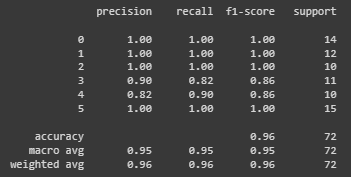 precision recall f1-score support
0 1.00 1.00 1.00 14
1 1.00 1.00 1.00 12
2 1.00 1.00 1.00 10
3 0.90 0.82 0.86 11
4 0.82 0.90 0.86 10
5 1.00 1.00 1.00 15
accuracy 0.96 72
macro avg 0.95 0.95 0.95 72
weighted avg 0.96 0.96 0.96 72